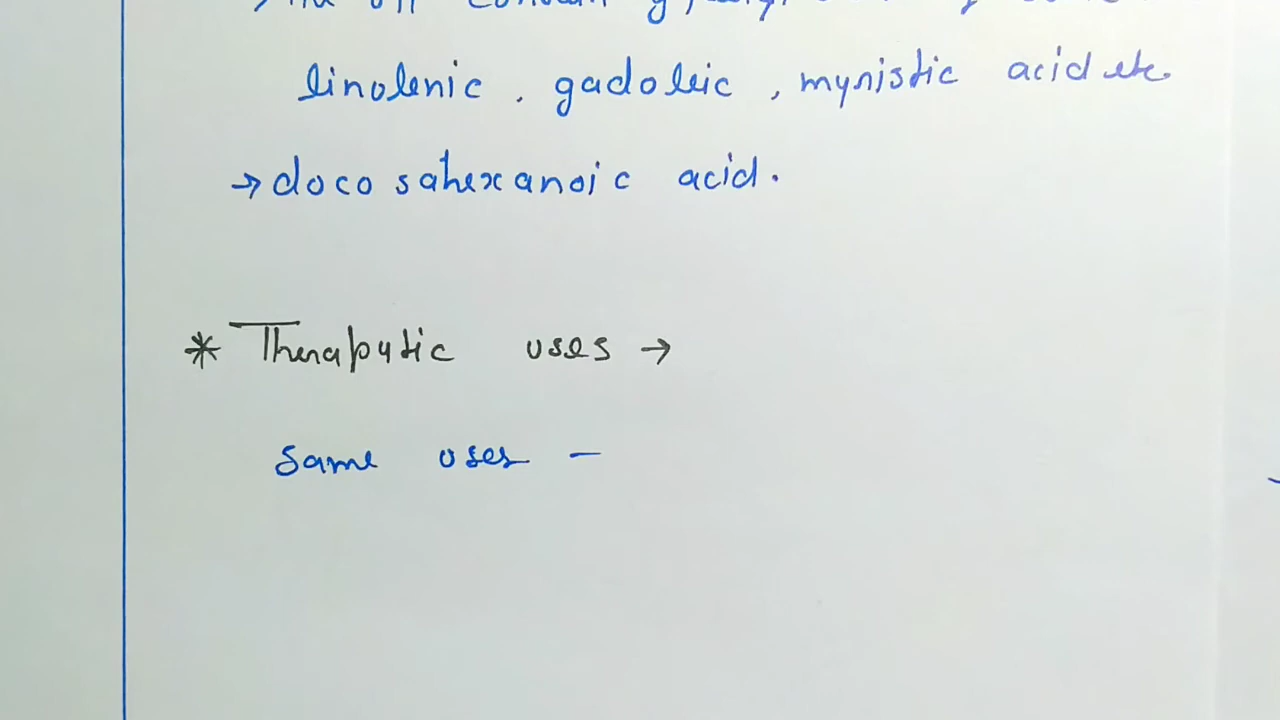 linolenic, gadoleic, myristic acid etc
→ docosahexanoic acid.
* Theraputic uses →
Same uses —